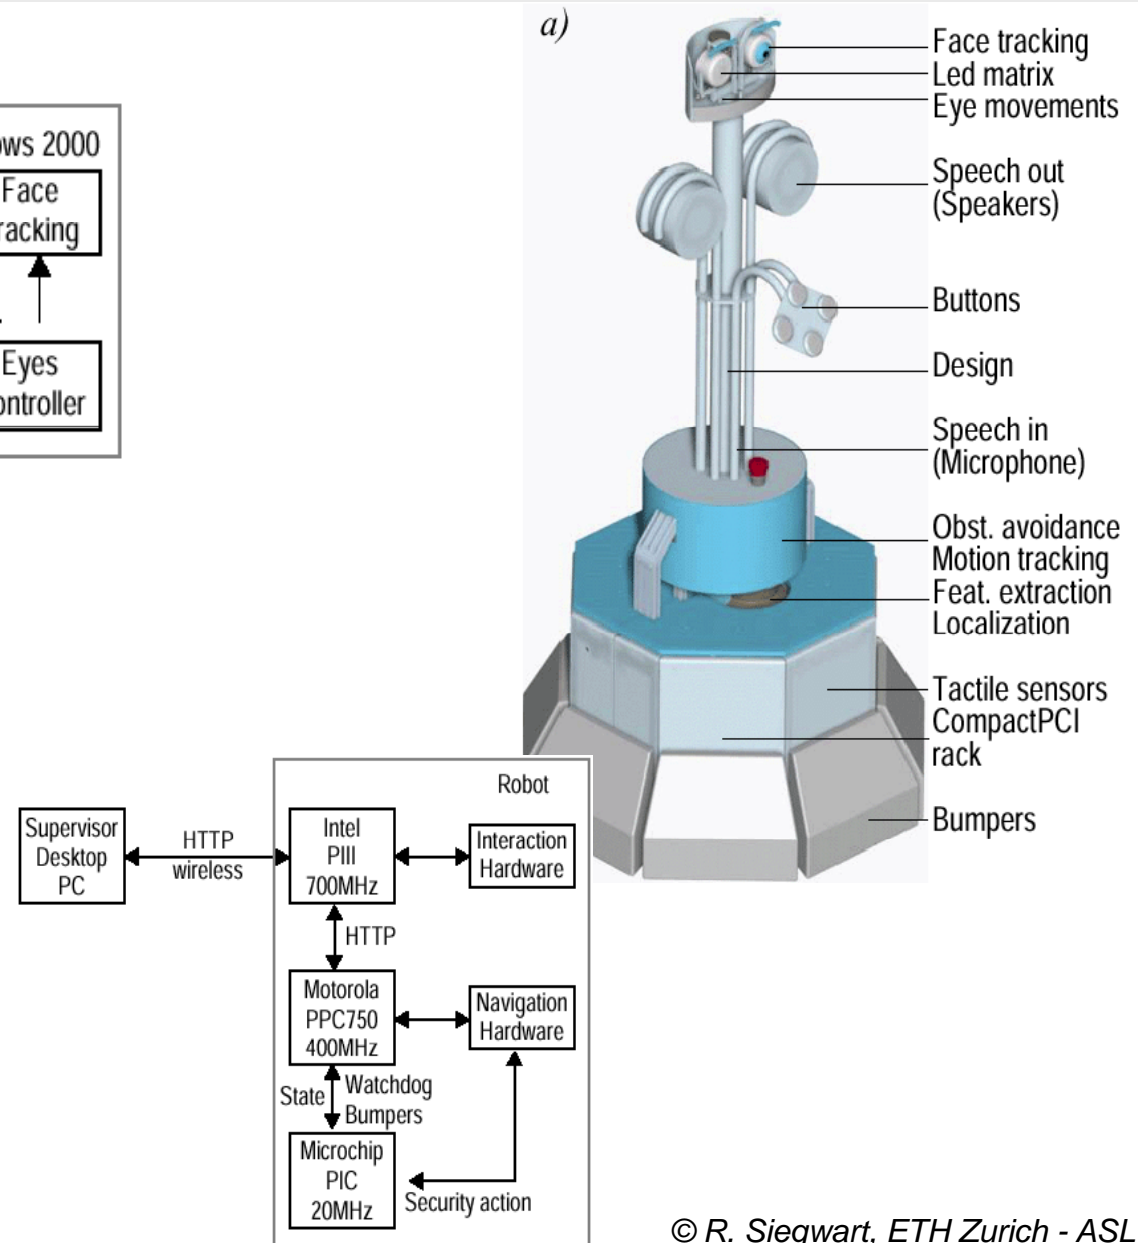 a)
Face tracking
Led matrix
Eye movements
Speech out
(Speakers)
Buttons
Design
Speech in
(Microphone)
Obst. avoidance
Motion tracking
Feat. extraction
Localization
Tactile sensors
CompactPCI
rack
Bumpers
ows 2000
Face
racking
Eyes
ontroller
Robot
Supervisor
Desktop
PC
HTTP
wireless
Intel
PIII
700MHz
Interaction
Hardware
HTTP
Motorola
PPC750
400MHz
Navigation
Hardware
State
Watchdog
Bumpers
Microchip
PIC
20MHz
Security action
© R. Siegwart, ETH Zurich - ASL